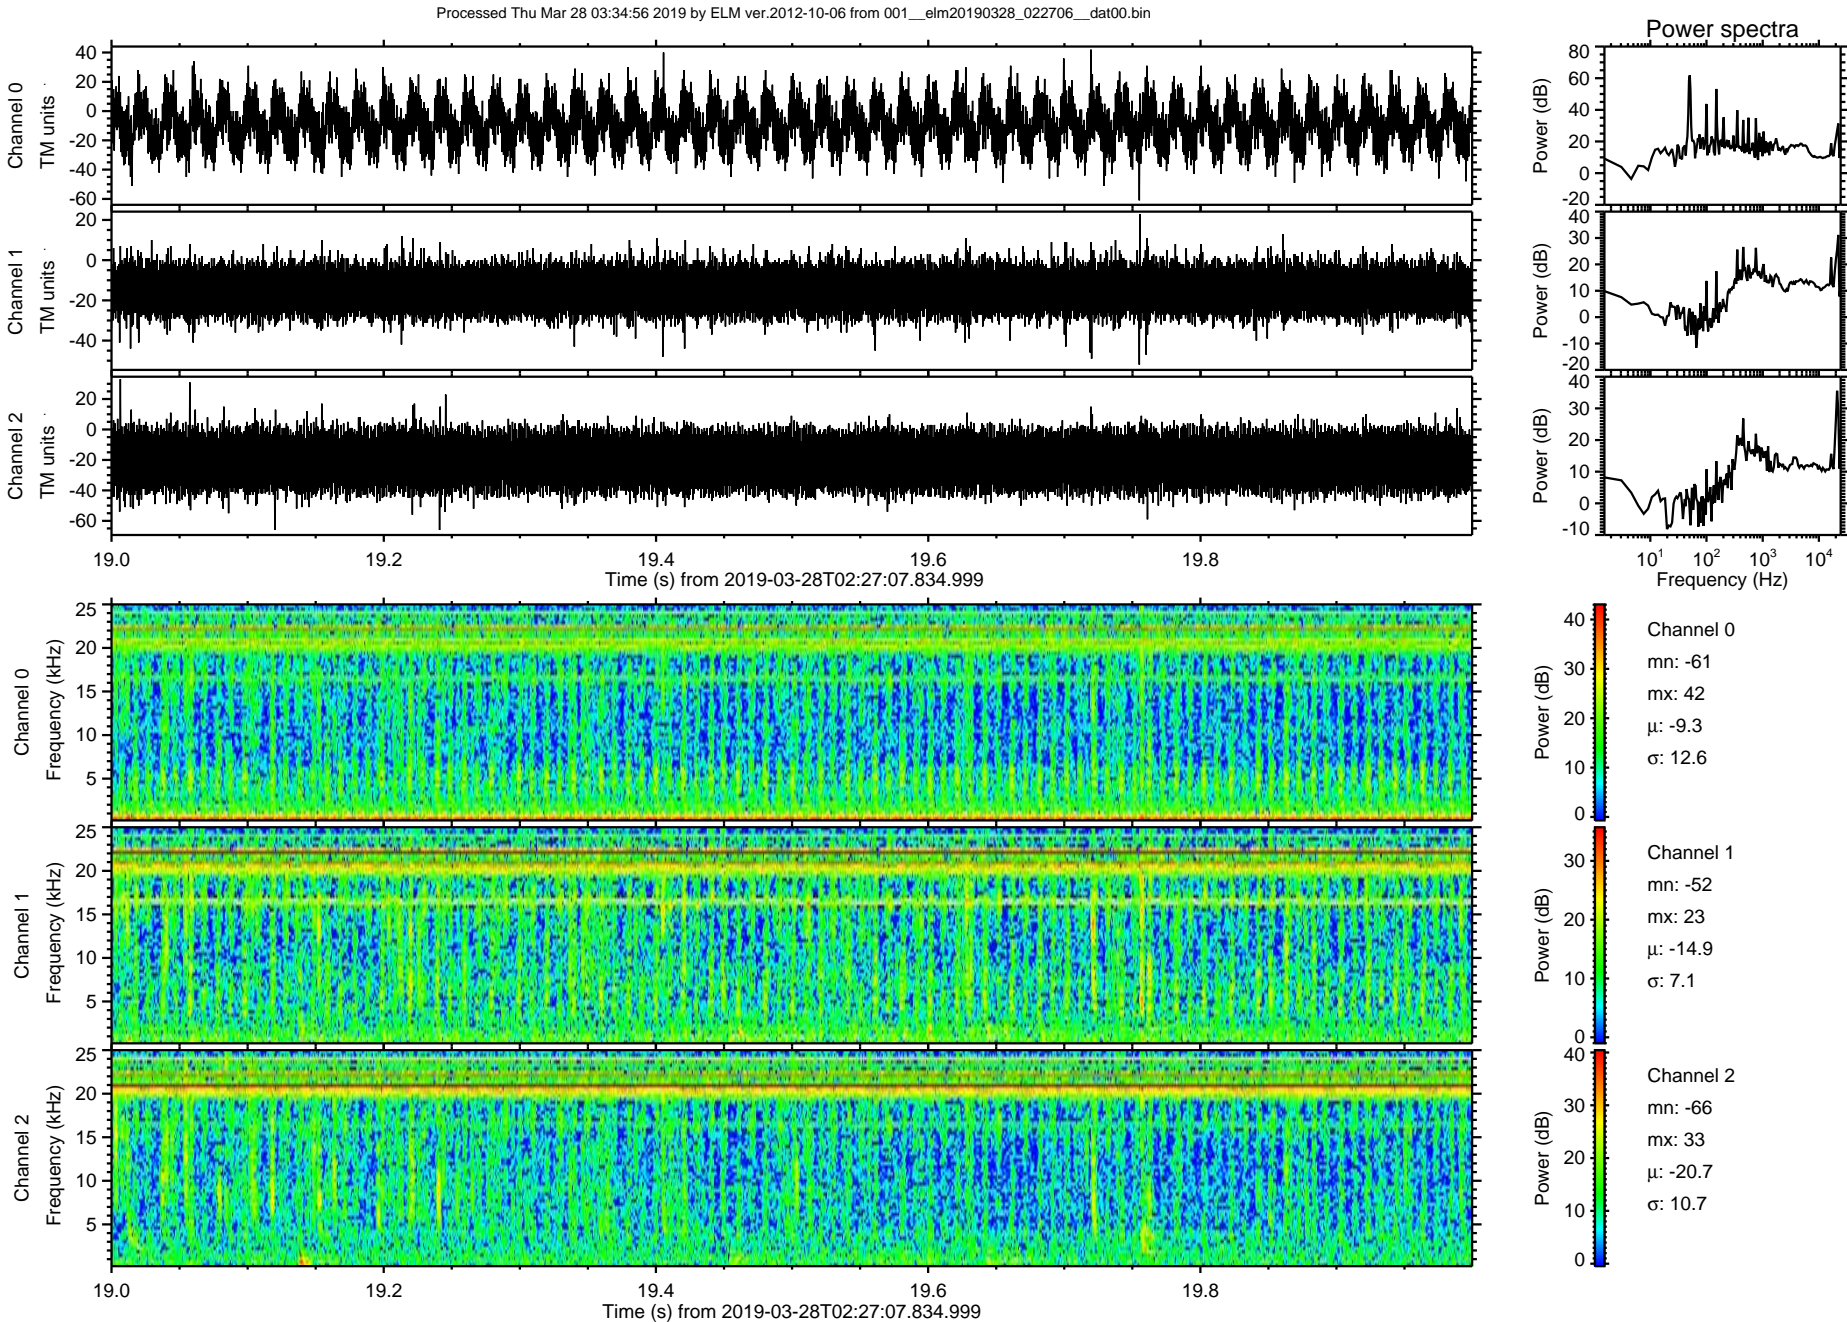 Processed Thu Mar 28 03:34:56 2019 by ELM ver.2012-10-06 from 001__elm20190328_022706__dat00.bin
Power spectra
Channel 0
TM units
40
20
0
-20
-40
-60
Power (dB)
80
60
40
20
0
-20
Channel 1
TM units
20
0
-20
-40
Power (dB)
40
30
20
10
0
-10
-20
Channel 2
TM units
20
0
-20
-40
-60
Power (dB)
40
30
20
10
0
-10
19.0 19.2 19.4 19.6 19.8
Time (s) from 2019-03-28T02:27:07.834.999
10^1 10^2 10^3 10^4
Frequency (Hz)
Channel 0
Frequency (kHz)
25
20
15
10
5
Power (dB)
40
30
20
10
0
Channel 0
mn: -61
mx: 42
μ: -9.3
σ: 12.6
Channel 1
Frequency (kHz)
25
20
15
10
5
Power (dB)
30
20
10
0
Channel 1
mn: -52
mx: 23
μ: -14.9
σ: 7.1
Channel 2
Frequency (kHz)
25
20
15
10
5
Power (dB)
40
30
20
10
0
Channel 2
mn: -66
mx: 33
μ: -20.7
σ: 10.7
19.0 19.2 19.4 19.6 19.8
Time (s) from 2019-03-28T02:27:07.834.999